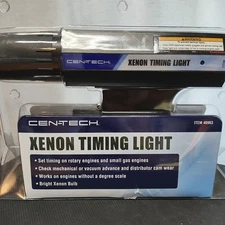 WARNING
CEN-TECH
XENON TIMING LIGHT
CEN-TECH
ITEM 40963
XENON TIMING LIGHT
• Set timing on rotary engines and small gas engines
• Check mechanical or vacuum advance and distributor cam wear
• Works on engines without a degree scale
• Bright Xenon Bulb